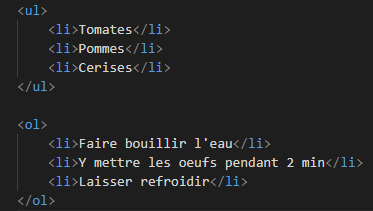 <ul>
<li>Tomates</li>
<li>Pommes</li>
<li>Cerises</li>
</ul>
<ol>
<li>Faire bouillir l'eau</li>
<li>Y mettre les oeufs pendant 2 min</li>
<li>Laisser refroidir</li>
</ol>